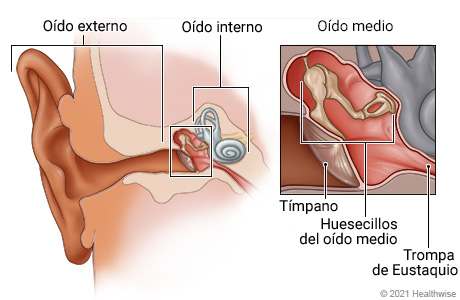 Oído externo
Oído interno
Oído medio
Tímpano
Huesecillos
del oído medio
Trompa
de Eustaquio
© 2021 Healthwise